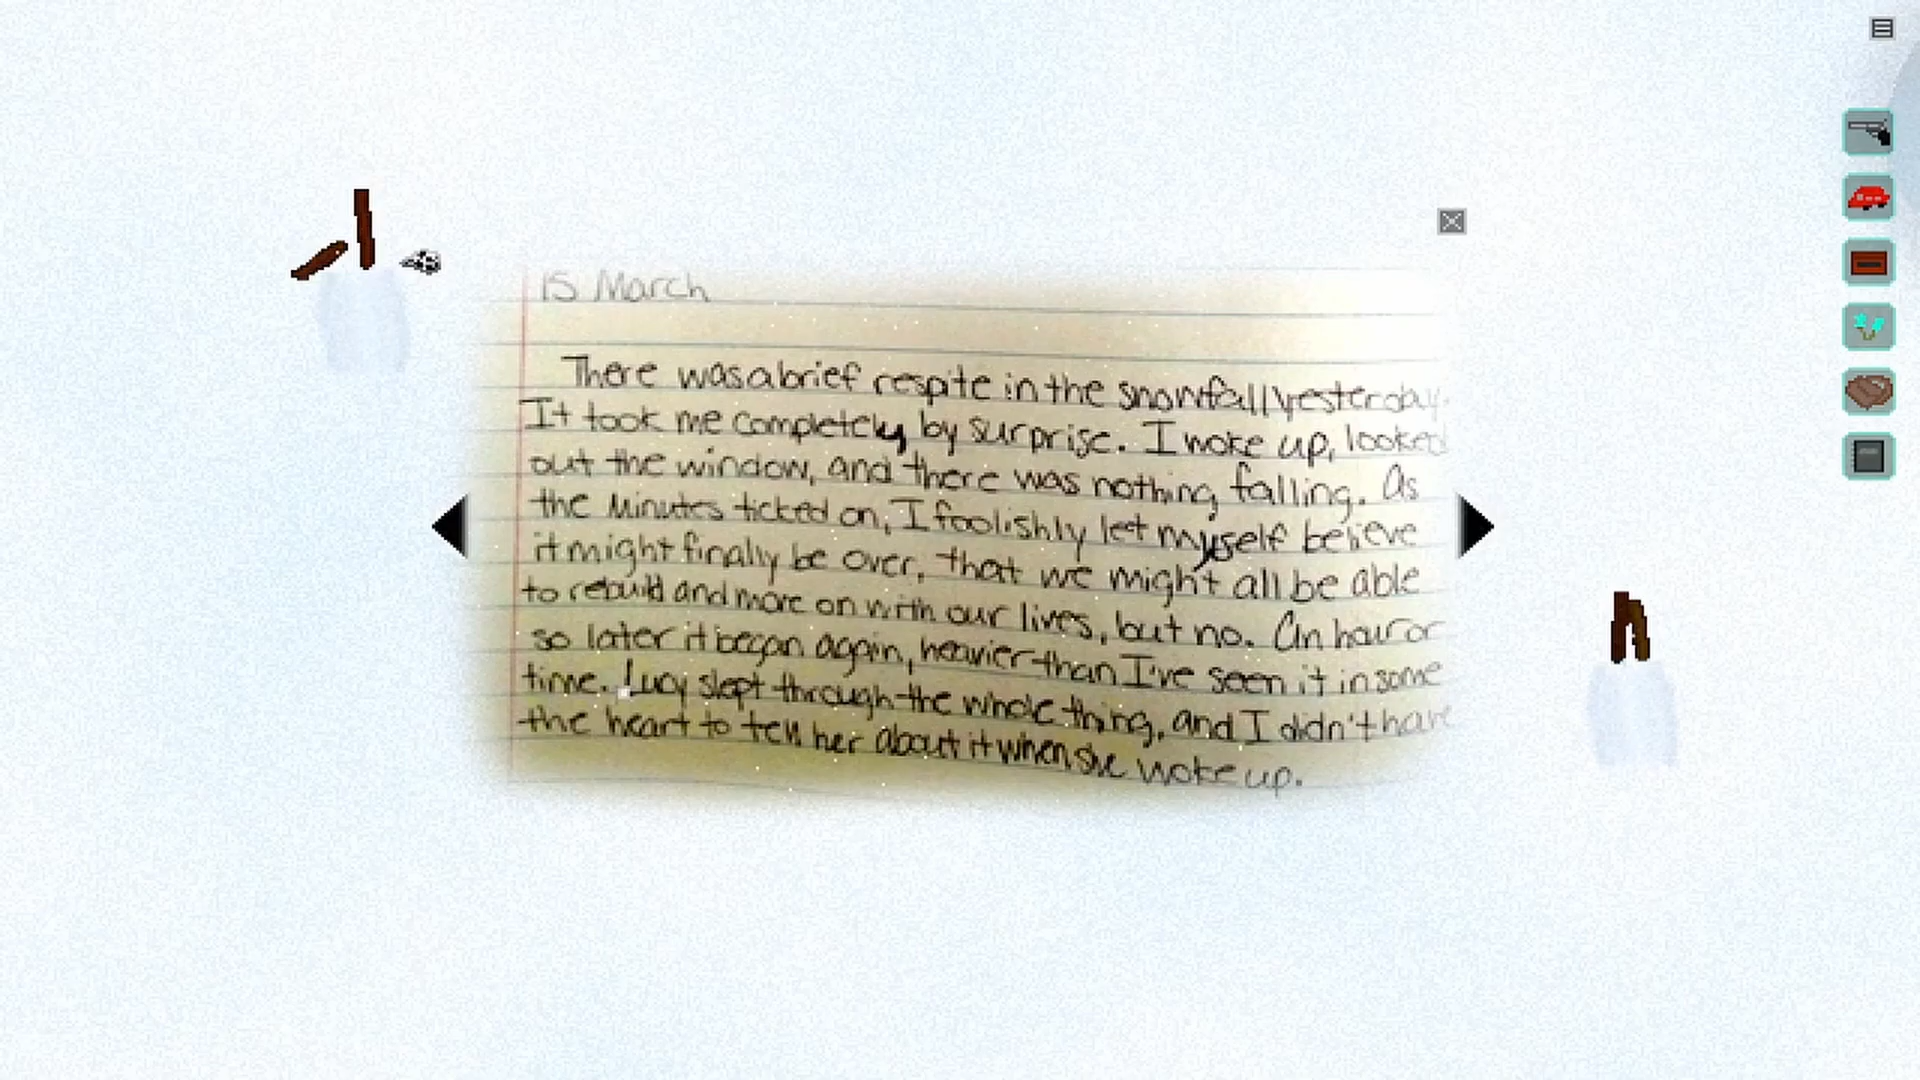 15 March
There was a brief respite in the snowfall yesterday.
It took me completely by surprise. I woke up, looked
out the window, and there was nothing falling. As
the minutes ticked on, I foolishly let myself believe
it might finally be over, that we might all be able
to rebuild and move on with our lives, but no. An hour or
so later it began again, heavier than I've seen it in some
time. Lucy slept through the whole thing, and I didn't have
the heart to tell her about it when she woke up.